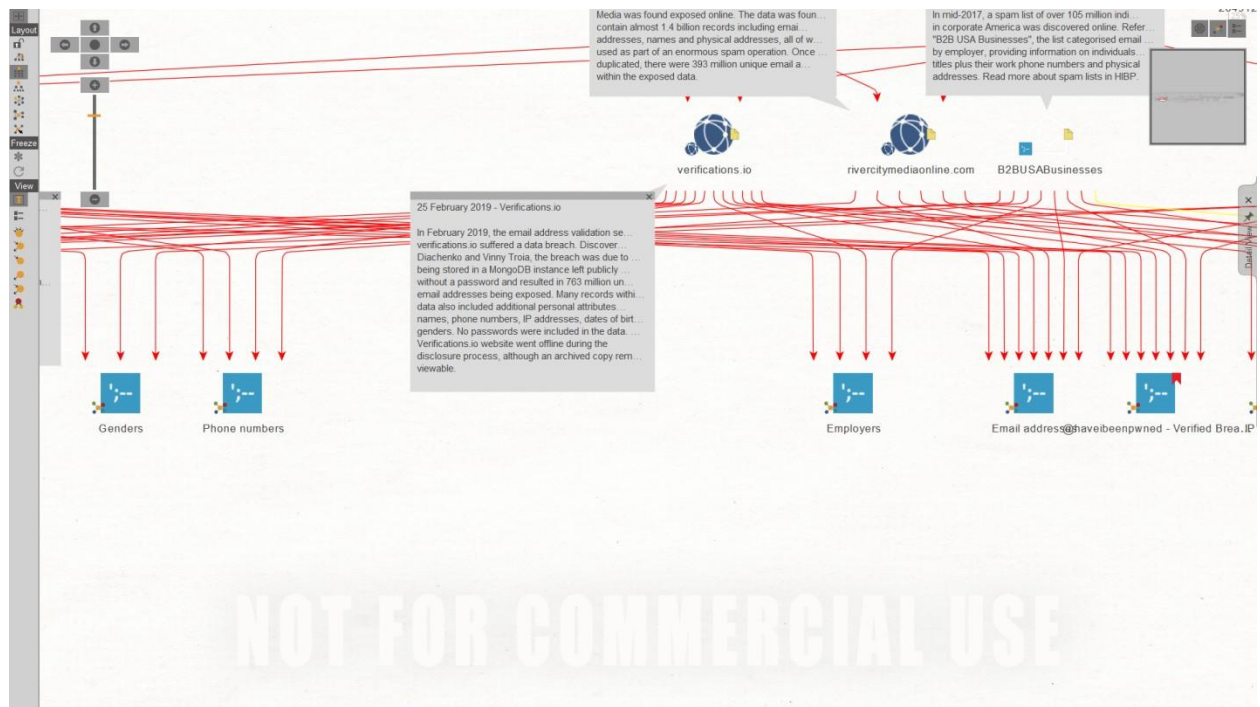 Layout
Freeze
View
Media was found exposed online. The data was foun...
contain almost 1.4 billion records including emai...
addresses, names and physical addresses, all of w...
used as part of an enormous spam operation. Once ...
duplicated, there were 393 million unique email a...
within the exposed data.
In mid-2017, a spam list of over 105 million indi...
in corporate America was discovered online. Refer...
"B2B USA Businesses", the list categorised email ...
by employer, providing information on individuals...
titles plus their work phone numbers and physical
addresses. Read more about spam lists in HIBP.
verifications.io
rivercitymediaonline.com
B2BUSABusinesses
25 February 2019 - Verifications.io
In February 2019, the email address validation se...
verifications.io suffered a data breach. Discover...
Diachenko and Vinny Troia, the breach was due to ...
being stored in a MongoDB instance left publicly ...
without a password and resulted in 763 million un...
email addresses being exposed. Many records withi...
data also included additional personal attributes...
names, phone numbers, IP addresses, dates of birt...
genders. No passwords were included in the data. ...
Verifications.io website went offline during the
disclosure process, although an archived copy rem...
viewable.
Detail View
';--
';--
';--
';--
';--
Genders
Phone numbers
Employers
Email address
@haveibeenpwned - Verified Brea.
IP
NOT FOR COMMERCIAL USE